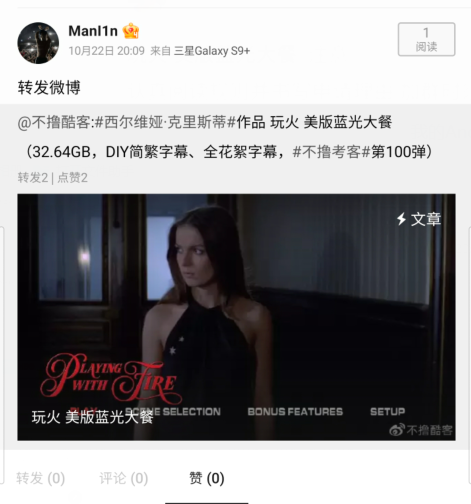 Manl1n
1
阅读
10月22日 20:09 来自 三星Galaxy S9+
转发微博
@不撸酷客:#西尔维娅·克里斯蒂#作品 玩火 美版蓝光大餐
(32.64GB，DIY简繁字幕、全花絮字幕，#不撸考客#第100弹）
转发2 | 点赞2
文章
PLAYING
WITH FIRE
SCENE SELECTION BONUS FEATURES SETUP
玩火 美版蓝光大餐
不撸酷客
转发 (0) 评论 (0) 赞 (0)